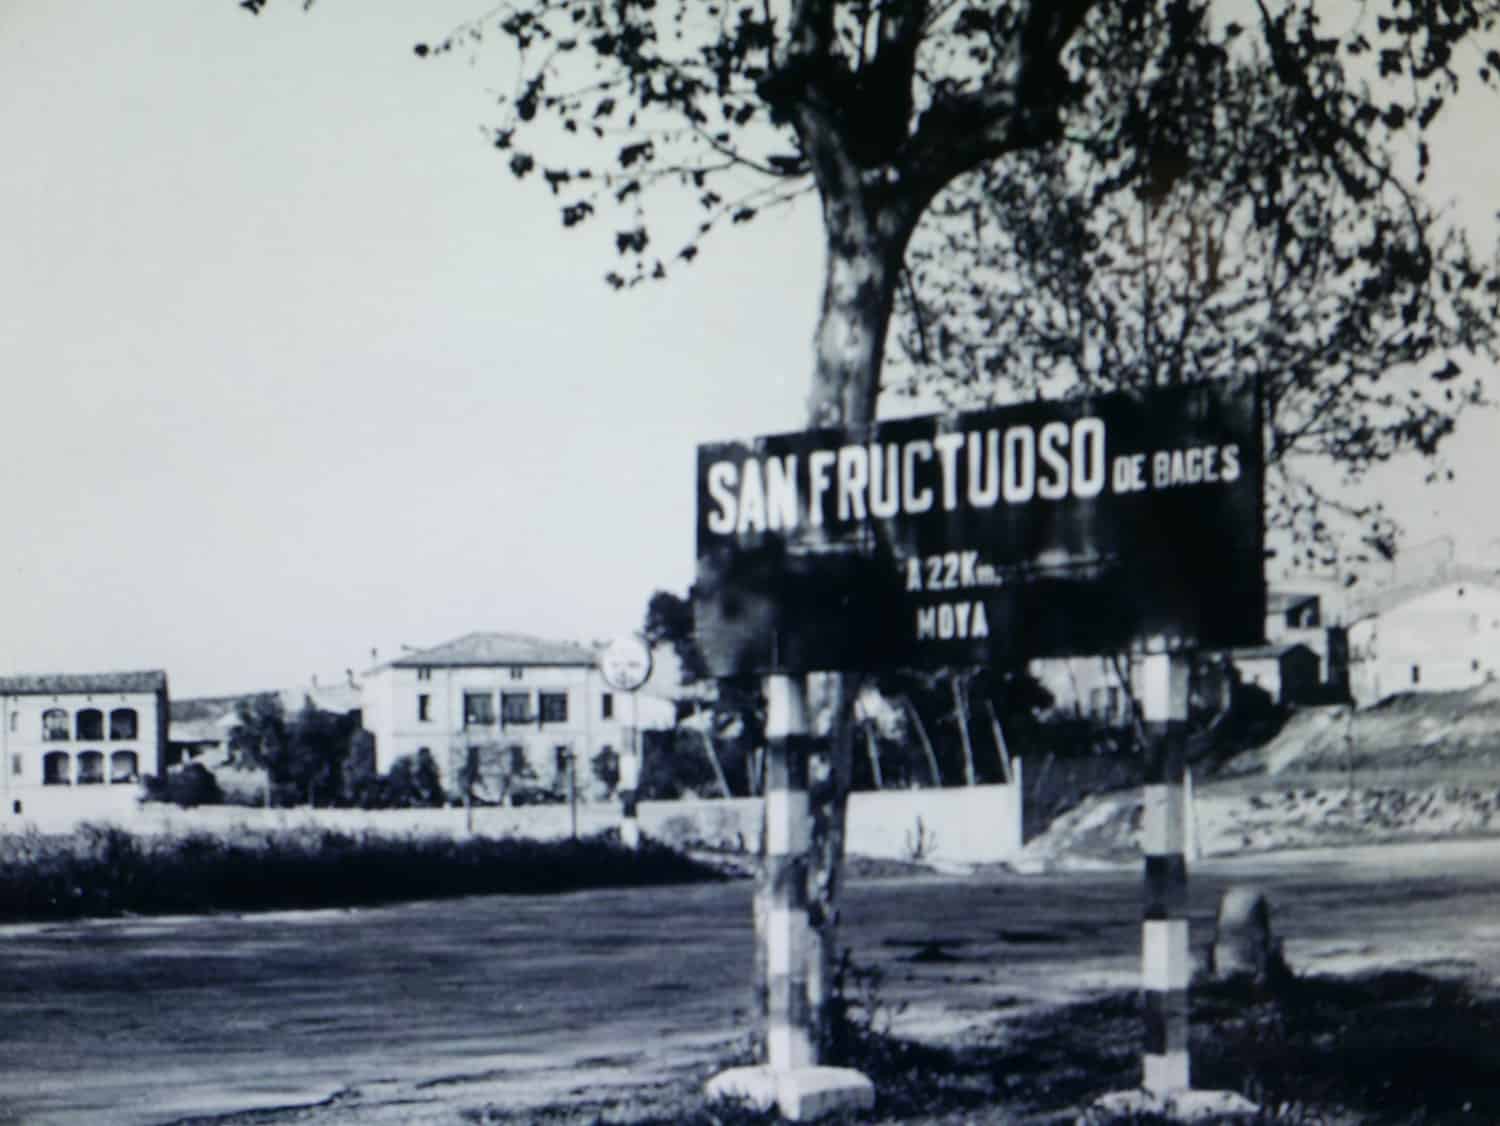 SAN FRUCTUOSO DE BAGES
A 22Km.
MOYA